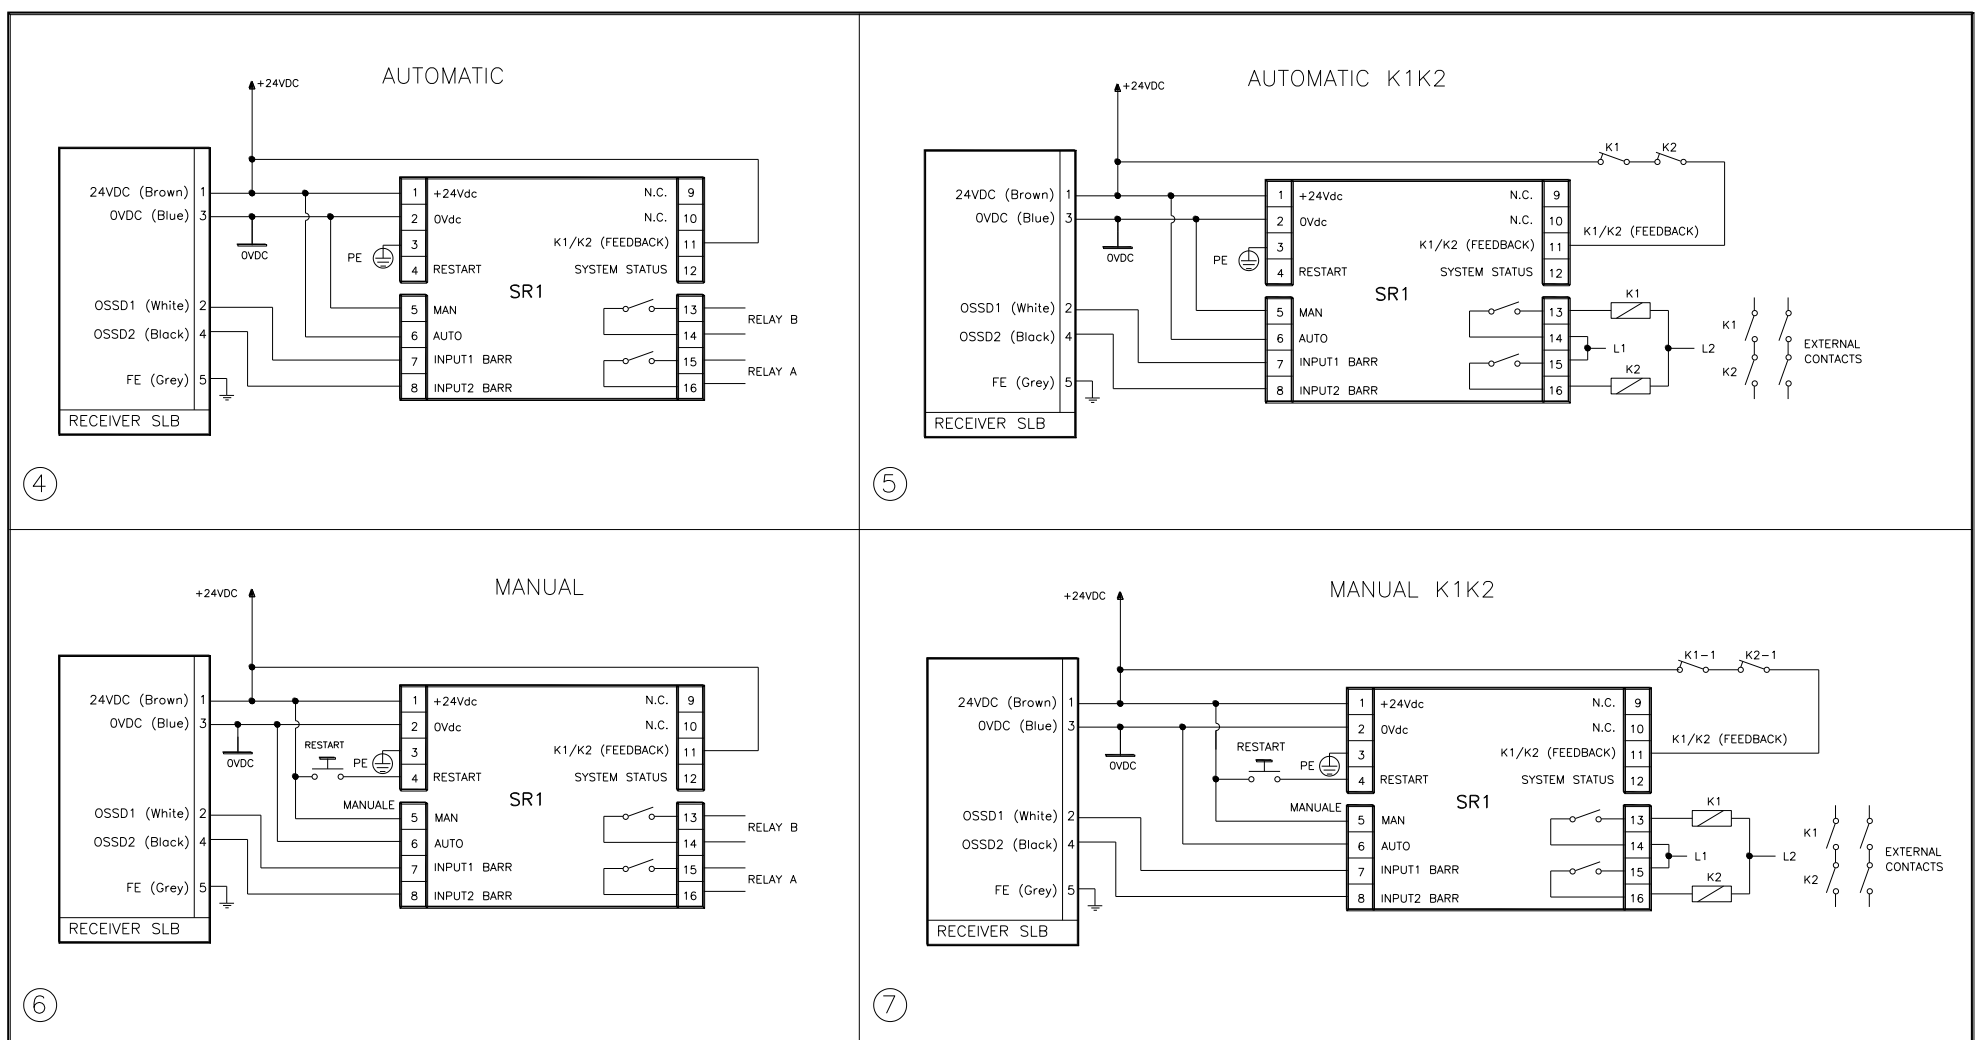 AUTOMATIC
+24VDC
24VDC (Brown) 1
0VDC (Blue) 3
0VDC
OSSD1 (White) 2
OSSD2 (Black) 4
FE (Grey) 5
RECEIVER SLB
PE
1 +24Vdc
2 0Vdc
3
4 RESTART
SR1
5 MAN
6 AUTO
7 INPUT1 BARR
8 INPUT2 BARR
N.C. 9
N.C. 10
K1/K2 (FEEDBACK) 11
SYSTEM STATUS 12
13
RELAY B
14
15
RELAY A
16
4
AUTOMATIC K1K2
+24VDC
K1 K2
24VDC (Brown) 1
0VDC (Blue) 3
0VDC
OSSD1 (White) 2
OSSD2 (Black) 4
FE (Grey) 5
RECEIVER SLB
PE
1 +24Vdc
2 0Vdc
3
4 RESTART
SR1
5 MAN
6 AUTO
7 INPUT1 BARR
8 INPUT2 BARR
N.C. 9
N.C. 10
K1/K2 (FEEDBACK)
K1/K2 (FEEDBACK) 11
SYSTEM STATUS 12
K1
13
14
L1 L2
15
K2
16
K1
K2
EXTERNAL
CONTACTS
5
MANUAL
+24VDC
24VDC (Brown) 1
0VDC (Blue) 3
0VDC
OSSD1 (White) 2
OSSD2 (Black) 4
FE (Grey) 5
RECEIVER SLB
RESTART
PE
MANUALE
1 +24Vdc
2 0Vdc
3
4 RESTART
SR1
5 MAN
6 AUTO
7 INPUT1 BARR
8 INPUT2 BARR
N.C. 9
N.C. 10
K1/K2 (FEEDBACK) 11
SYSTEM STATUS 12
13
RELAY B
14
15
RELAY A
16
6
MANUAL K1K2
+24VDC
K1-1 K2-1
24VDC (Brown) 1
0VDC (Blue) 3
0VDC
OSSD1 (White) 2
OSSD2 (Black) 4
FE (Grey) 5
RECEIVER SLB
RESTART
PE
MANUALE
1 +24Vdc
2 0Vdc
3
4 RESTART
SR1
5 MAN
6 AUTO
7 INPUT1 BARR
8 INPUT2 BARR
N.C. 9
N.C. 10
K1/K2 (FEEDBACK)
K1/K2 (FEEDBACK) 11
SYSTEM STATUS 12
K1
13
14
L1 L2
15
K2
16
K1
K2
EXTERNAL
CONTACTS
7